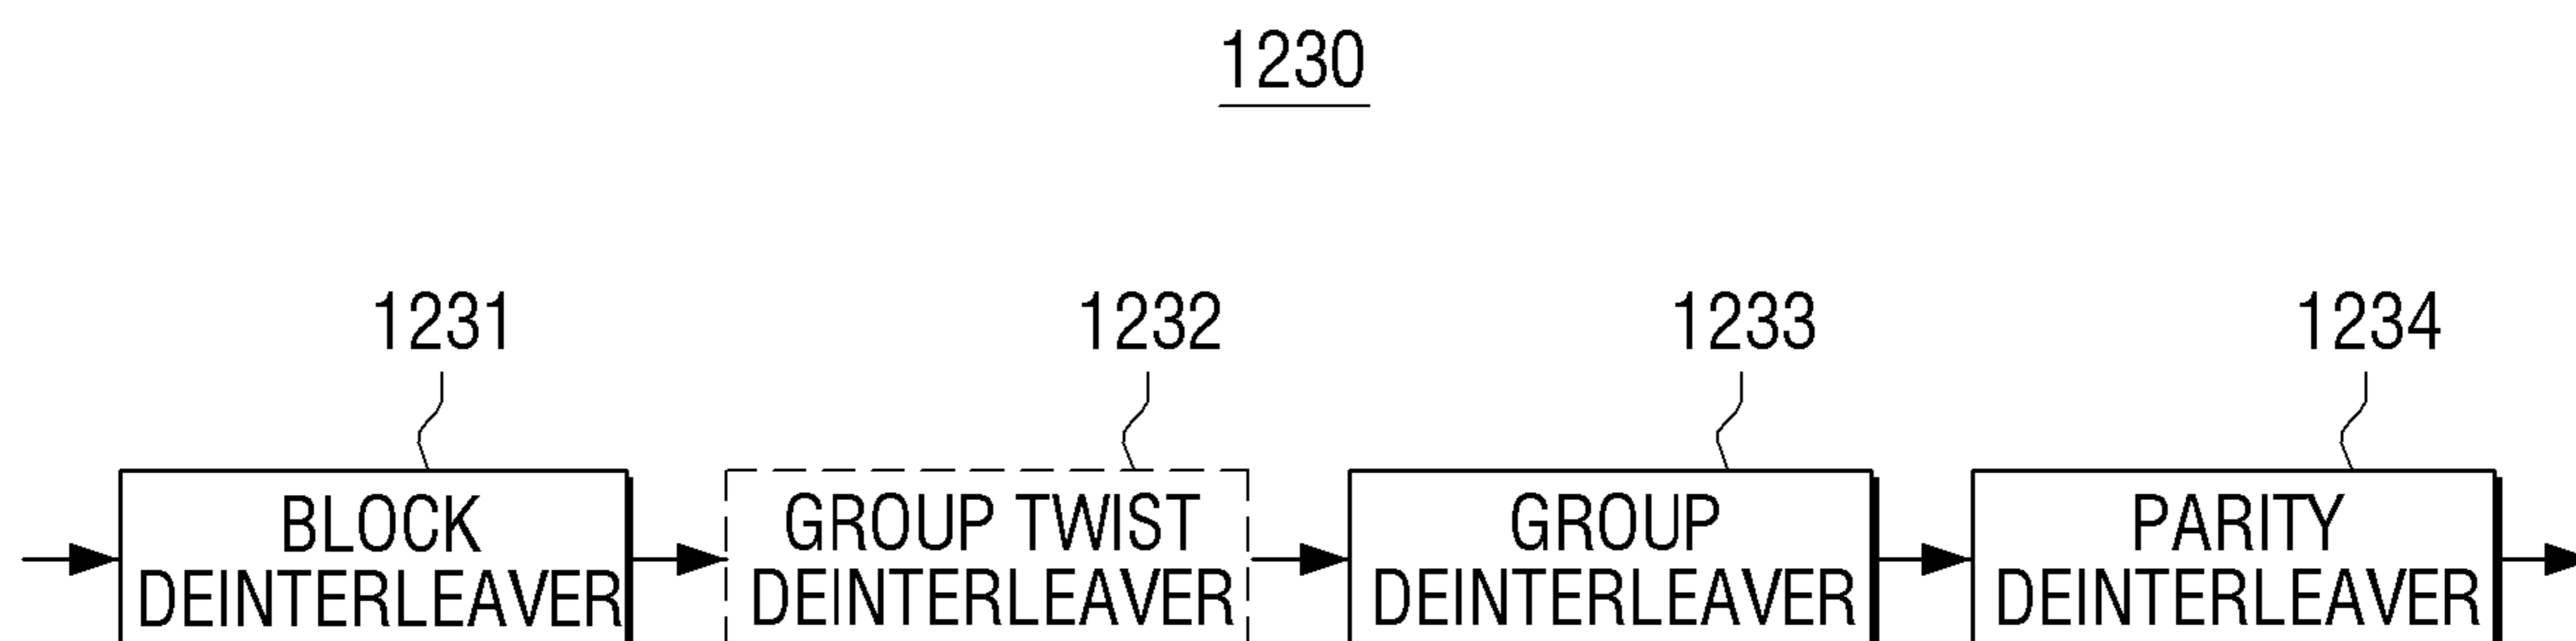 1230
1231 1232 1233 1234
BLOCK GROUP TWIST GROUP PARITY
DEINTERLEAVER DEINTERLEAVER DEINTERLEAVER DEINTERLEAVER